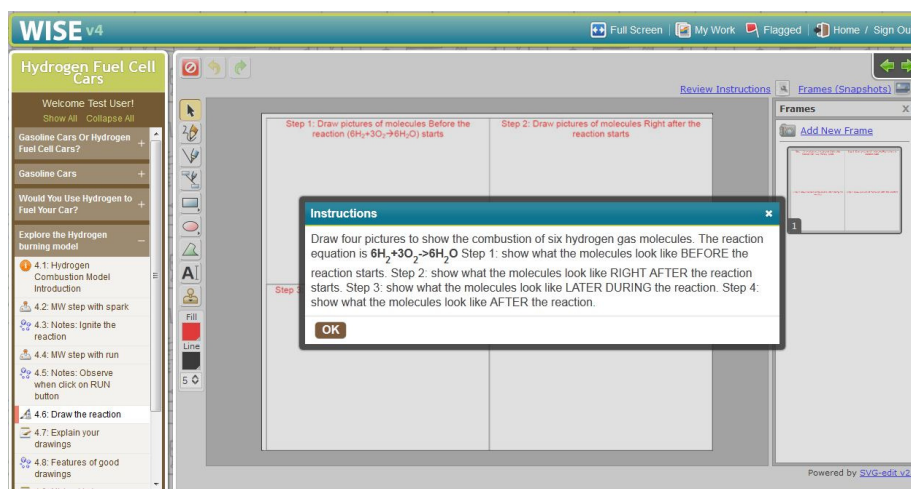 WISE v4
Full Screen | My Work Flagged | Home / Sign Ou
Hydrogen Fuel Cell
Cars
Welcome Test User!
Show All Collapse All
Gasoline Cars Or Hydrogen
Fuel Cell Cars?
Gasoline Cars
Would You Use Hydrogen to
Fuel Your Car?
Explore the Hydrogen
burning model
4.1: Hydrogen
Combustion Model
Introduction
4.2: MW step with spark
4.3: Notes: Ignite the
reaction
4.4: MW step with run
4.5: Notes: Observe
when click on RUN
button
4.6: Draw the reaction
4.7: Explain your
drawings
4.8: Features of good
drawings
A
Fill
Line
5
Review Instructions
Frames (Snapshots)
Step 1: Draw pictures of molecules Before the
reaction (6H₂+3O₂→6H₂O) starts
Step 2: Draw pictures of molecules Right after the
reaction starts
Step 3
Instructions x
Draw four pictures to show the combustion of six hydrogen gas molecules. The reaction
equation is 6H₂+3O₂->6H₂O Step 1: show what the molecules look like BEFORE the
reaction starts. Step 2: show what the molecules look like RIGHT AFTER the reaction
starts. Step 3: show what the molecules look like LATER DURING the reaction. Step 4:
show what the molecules look like AFTER the reaction.
OK
Frames X
Add New Frame
1
Powered by SVG-edit v2